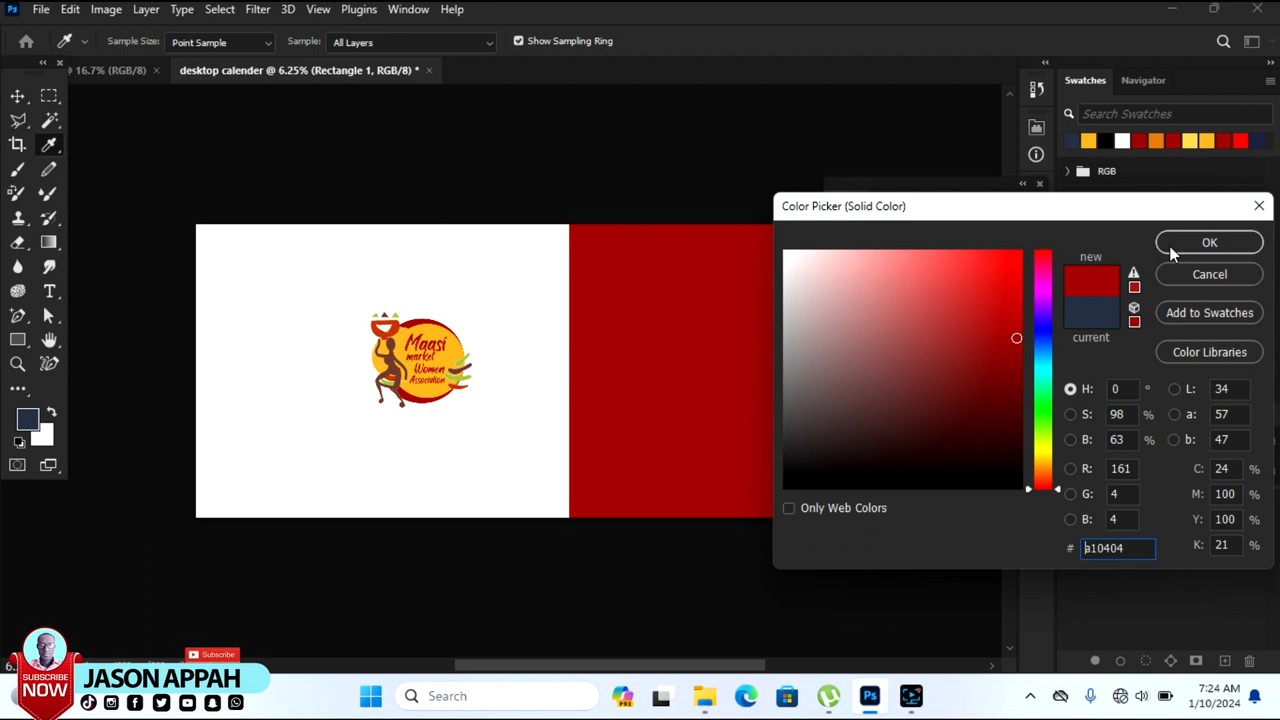 Ps File Edit Image Layer Type Select Filter 3D View Plugins Window Help
Sample Size: Point Sample Sample: All Layers Show Sampling Ring
@ 16.7% (RGB/8) × desktop calender @ 6.25% (Rectangle 1, RGB/8) * ×
Swatches Navigator
Search Swatches
RGB
Color Picker (Solid Color)
OK
new
Cancel
Add to Swatches
current
Color Libraries
H: 0 ° L: 34
S: 98 % a: 57
B: 63 % b: 47
R: 161 C: 24 %
G: 4 M: 100 %
Only Web Colors
B: 4 Y: 100 %
# a10404 K: 21 %
Maasi
market
Women
Association
Subscribe
SUBSCRIBE
NOW
JASON APPAH
Search
PRE
Ps
7:24 AM
1/10/2024